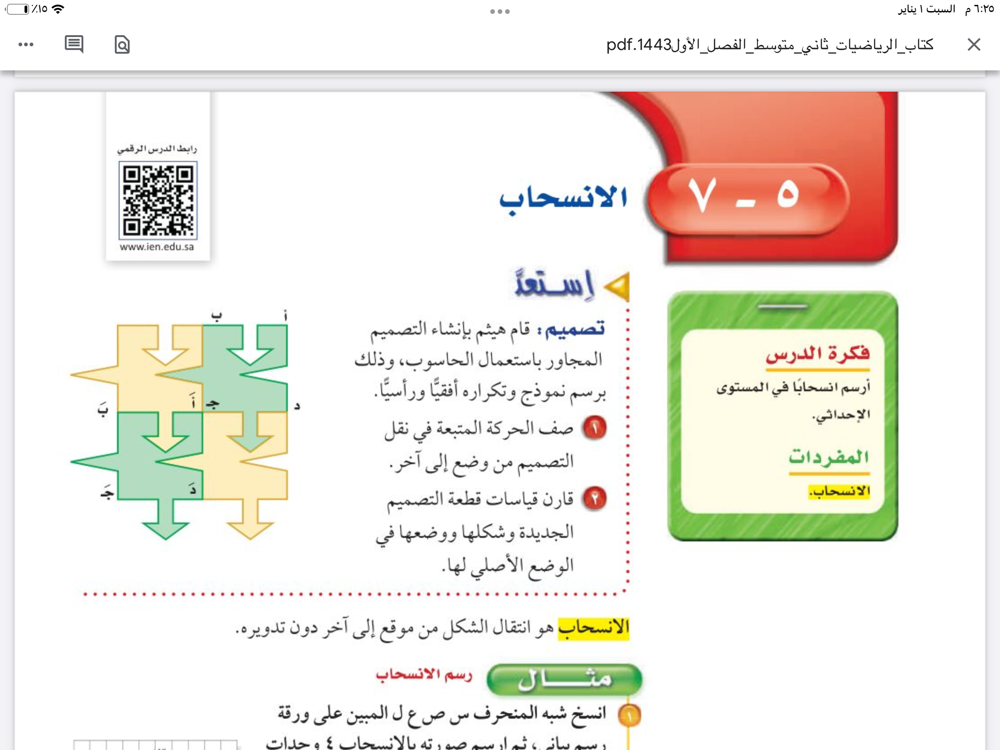 ٦:٢٥ م السبت ١ يناير
٪١٥
كتاب_الرياضيات_ثاني_متوسط_الفصل_الأول1443.pdf
٥ - ٧
الانسحاب
رابط الدرس الرقمي
www.ien.edu.sa
فكرة الدرس
أرسم انسحابًا في المستوى
الإحداثي.
المفردات
الانسحاب.
اِستعدَّ
تصميم: قام هيثم بإنشاء التصميم
المجاور باستعمال الحاسوب، وذلك
برسم نموذج وتكراره أفقيًّا ورأسيًّا.
١ صف الحركة المتبعة في نقل
التصميم من وضع إلى آخر.
٢ قارن قياسات قطعة التصميم
الجديدة وشكلها ووضعها في
الوضع الأصلي لها.
أ ب
د جـ أَ بَ
دَ جَـ
الانسحاب هو انتقال الشكل من موقع إلى آخر دون تدويره.
مثال رسم الانسحاب
١ انسخ شبه المنحرف س ص ع ل المبين على ورقة
رسم بياني، ثم ارسم صورته بالانسحاب ٤ وحدات